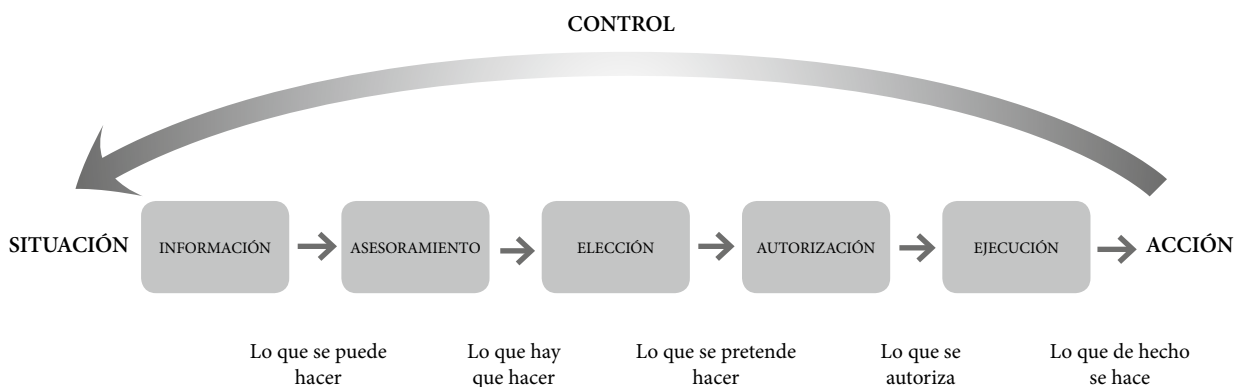 CONTROL
SITUACIÓN
INFORMACIÓN
ASESORAMIENTO
ELECCIÓN
AUTORIZACIÓN
EJECUCIÓN
ACCIÓN
Lo que se puede
hacer
Lo que hay
que hacer
Lo que se pretende
hacer
Lo que se
autoriza
Lo que de hecho
se hace